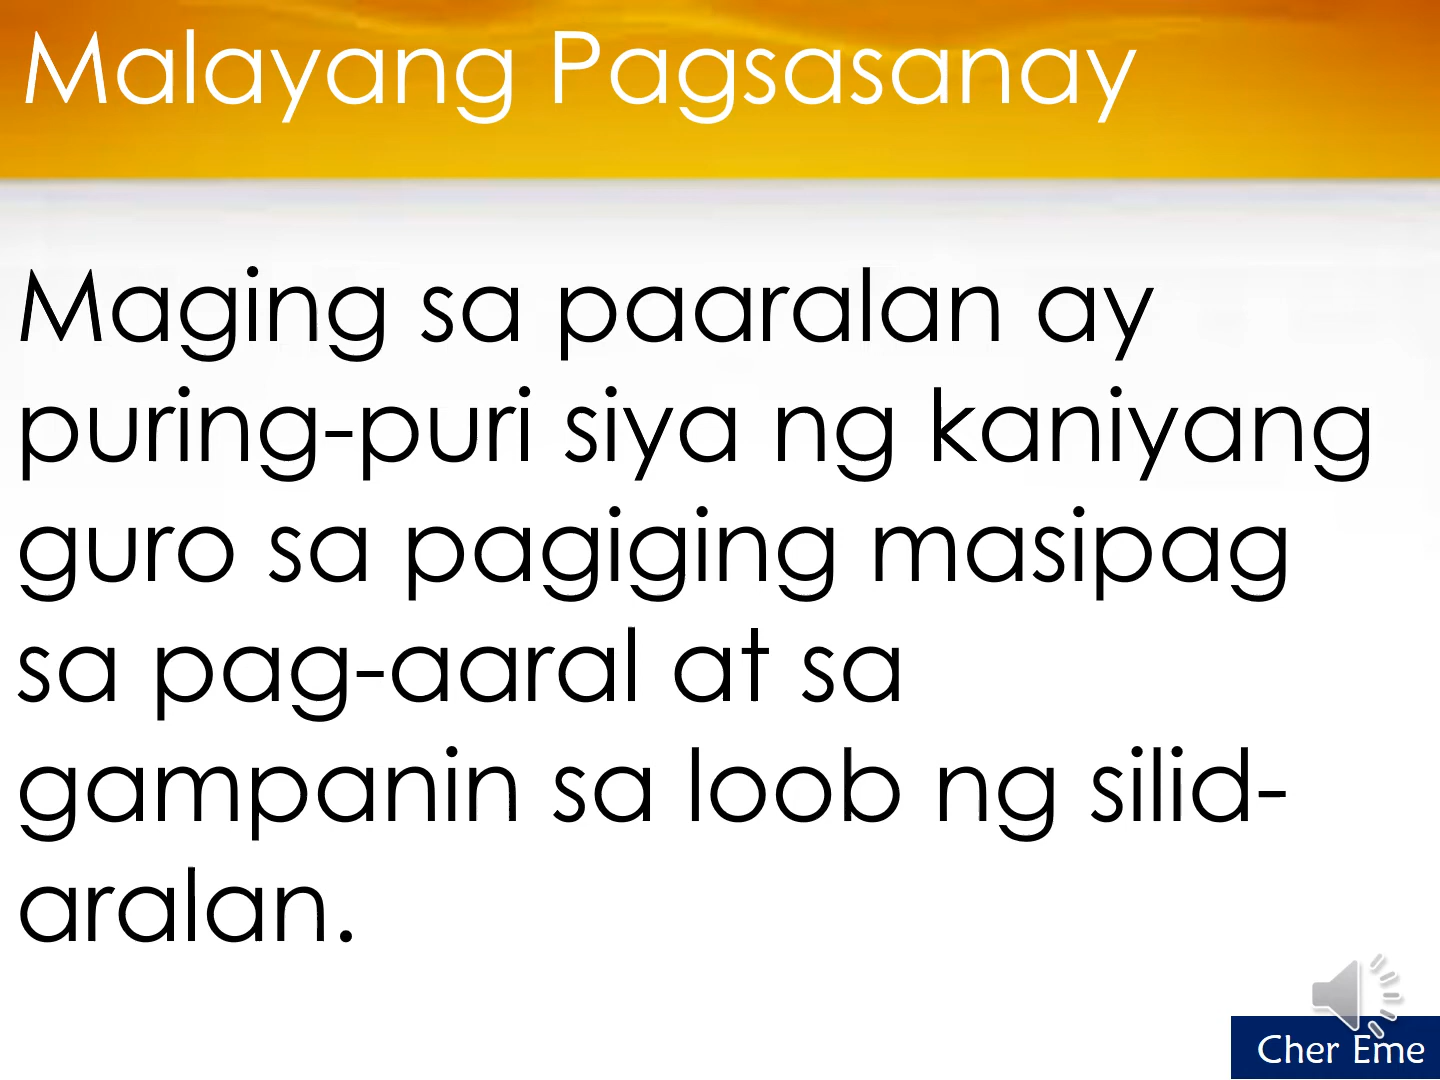 Malayang Pagsasanay
Maging sa paaralan ay
puring-puri siya ng kaniyang
guro sa pagiging masipag
sa pag-aaral at sa
gampanin sa loob ng silid-
aralan.
Cher Eme